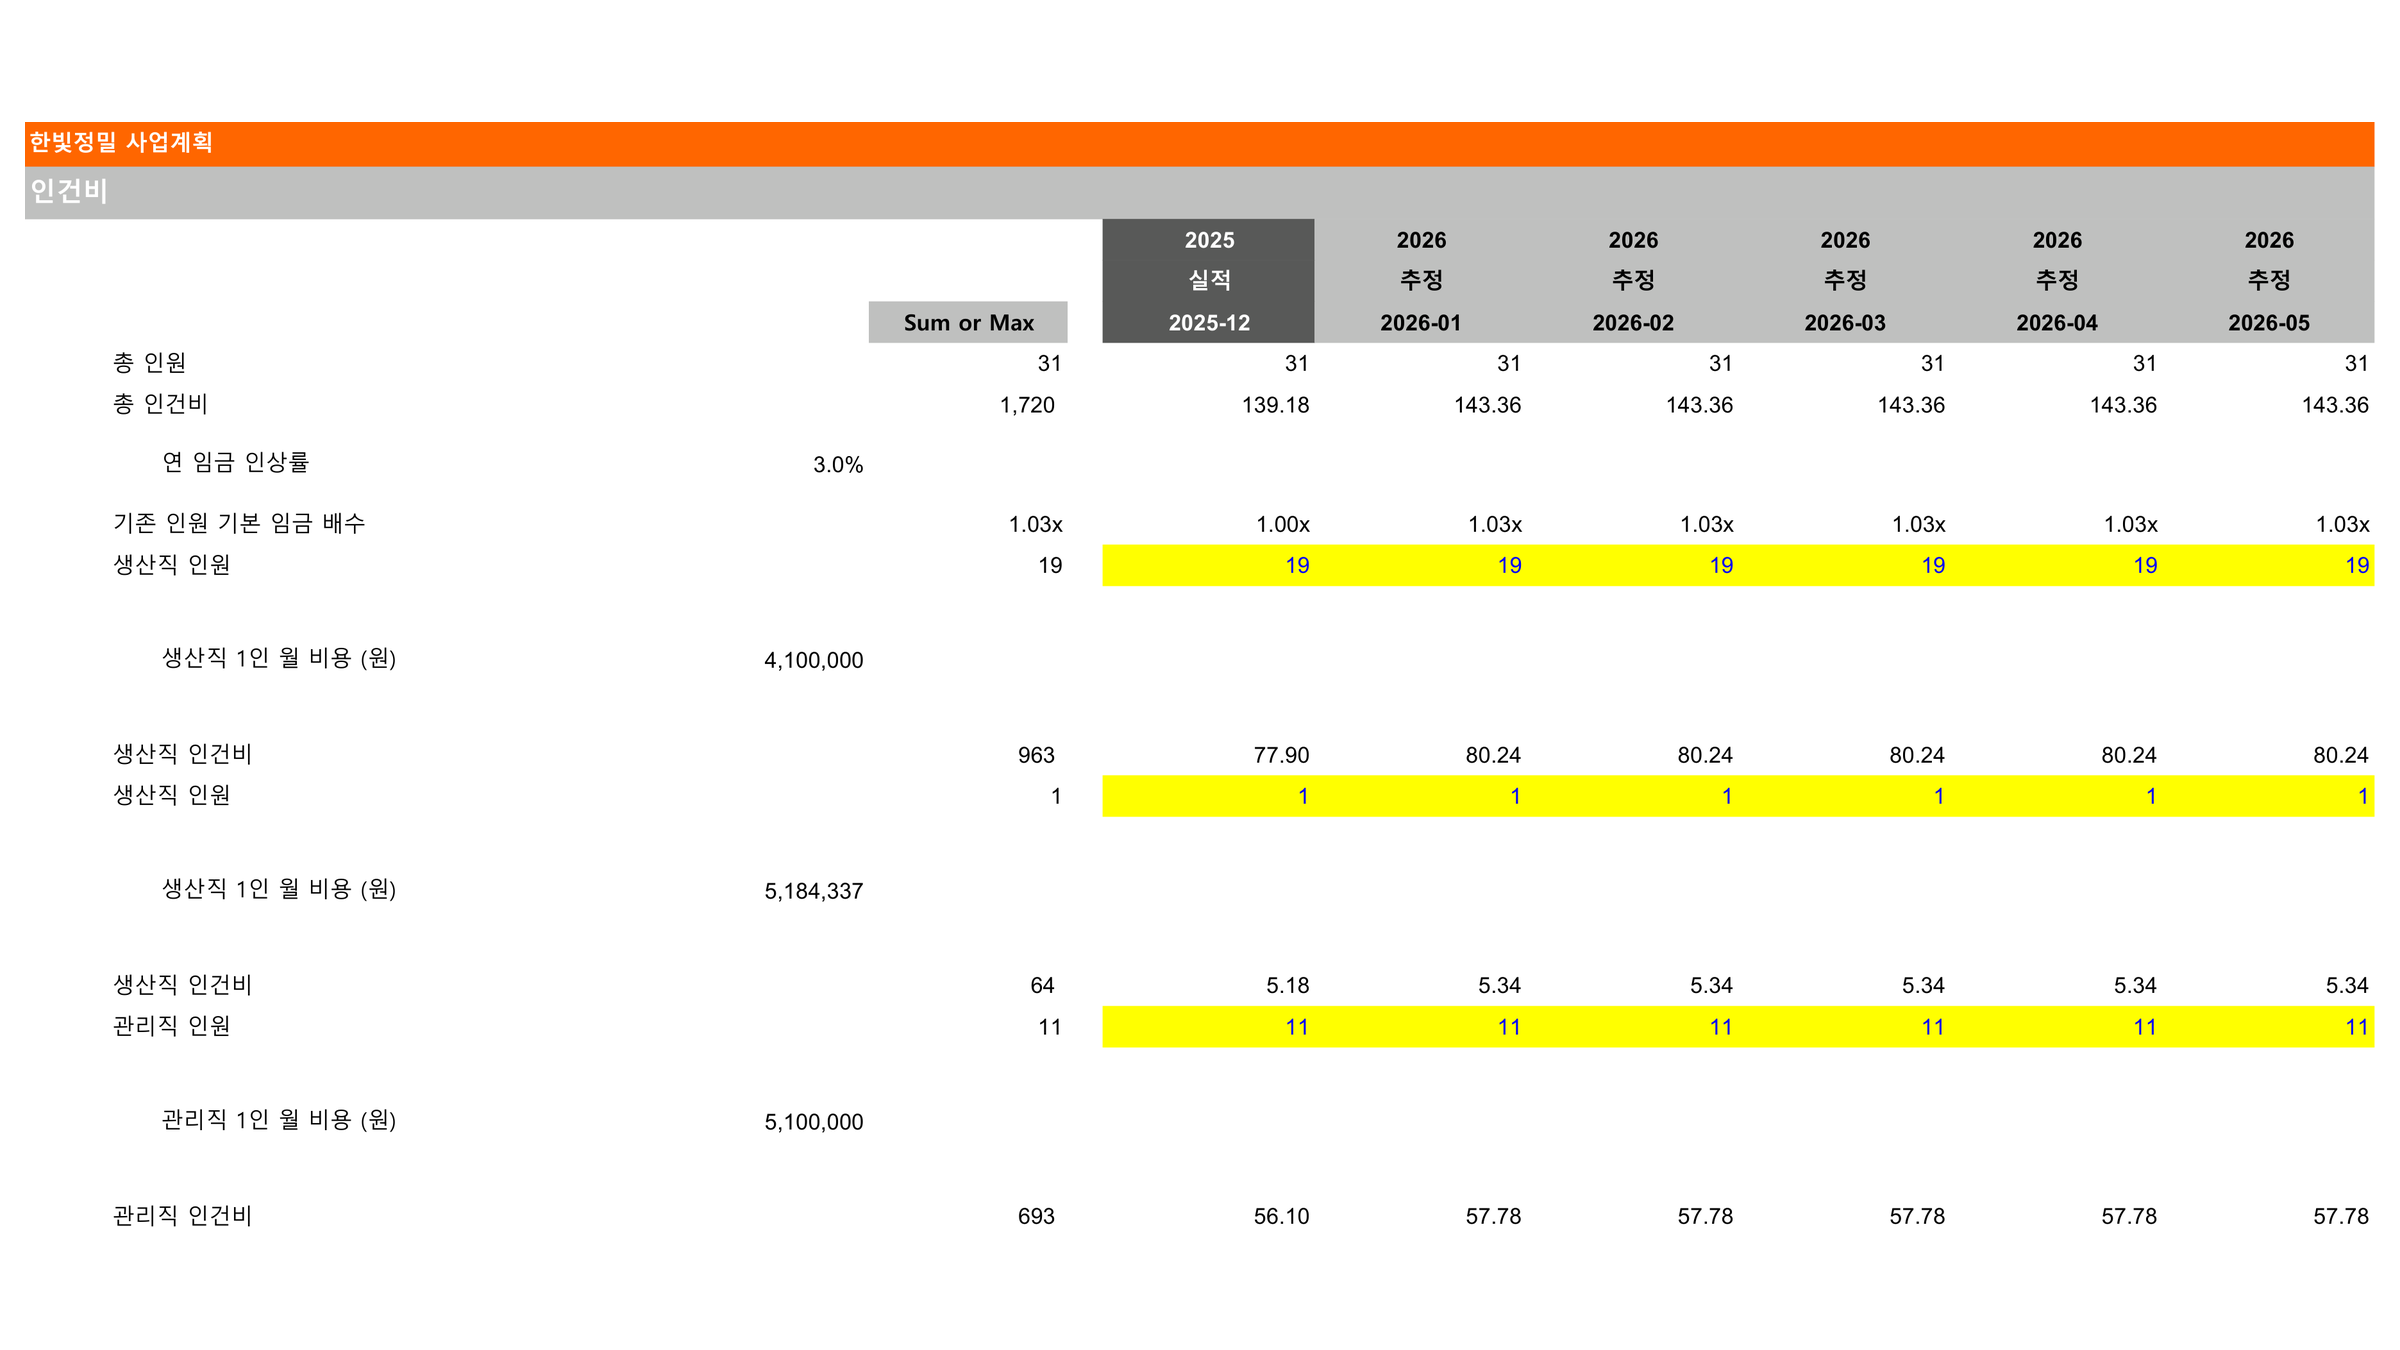 한빛정밀 사업계획
인건비
2025 2026 2026 2026 2026 2026
실적 추정 추정 추정 추정 추정
Sum or Max 2025-12 2026-01 2026-02 2026-03 2026-04 2026-05
총 인원 31 31 31 31 31 31 31
총 인건비 1,720 139.18 143.36 143.36 143.36 143.36 143.36
연 임금 인상률 3.0%
기존 인원 기본 임금 배수 1.03x 1.00x 1.03x 1.03x 1.03x 1.03x 1.03x
생산직 인원 19 19 19 19 19 19 19
생산직 1인 월 비용 (원) 4,100,000
생산직 인건비 963 77.90 80.24 80.24 80.24 80.24 80.24
생산직 인원 1 1 1 1 1 1 1
생산직 1인 월 비용 (원) 5,184,337
생산직 인건비 64 5.18 5.34 5.34 5.34 5.34 5.34
관리직 인원 11 11 11 11 11 11 11
관리직 1인 월 비용 (원) 5,100,000
관리직 인건비 693 56.10 57.78 57.78 57.78 57.78 57.78